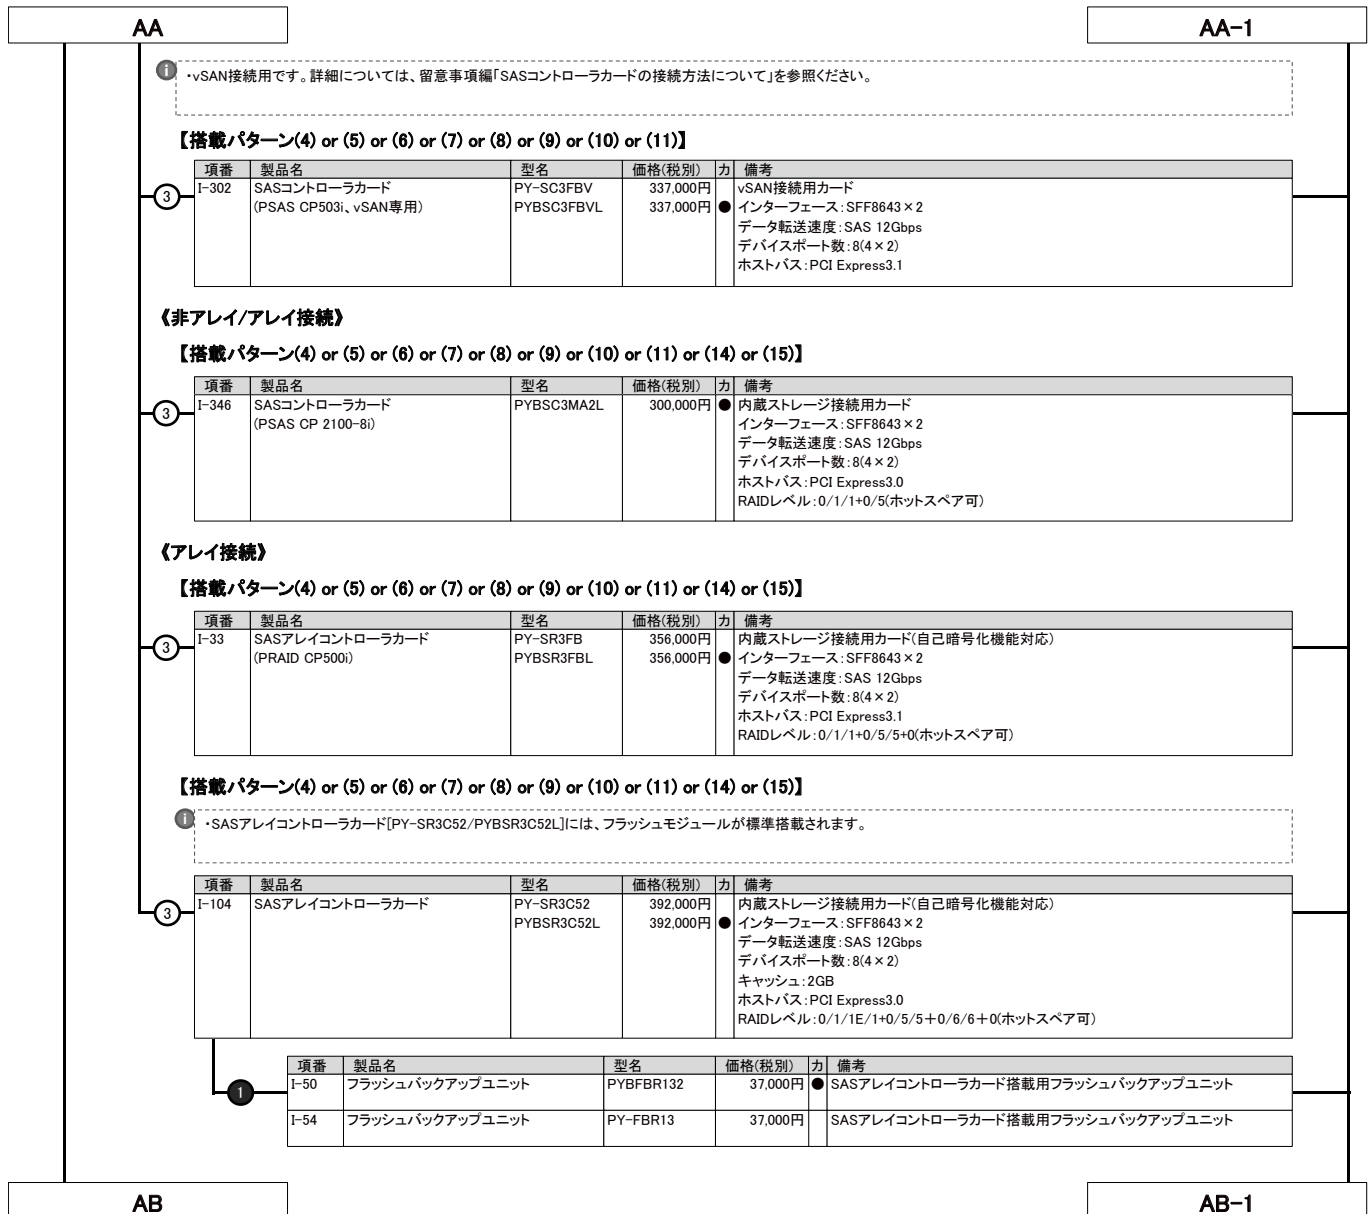 AA
AA-1
i
・vSAN接続用です。詳細については、留意事項編「SASコントローラカードの接続方法について」を参照ください。
【搭載パターン(4) or (5) or (6) or (7) or (8) or (9) or (10) or (11)】
項番 製品名 型名 価格(税別) カ 備考
3 I-302 SASコントローラカード PY-SC3FBV 337,000円 vSAN接続用カード
(PSAS CP503i、vSAN専用) PYBSC3FBVL 337,000円 ● インターフェース:SFF8643×2
データ転送速度:SAS 12Gbps
デバイスポート数:8(4×2)
ホストバス:PCI Express3.1
《非アレイ/アレイ接続》
【搭載パターン(4) or (5) or (6) or (7) or (8) or (9) or (10) or (11) or (14) or (15)】
項番 製品名 型名 価格(税別) カ 備考
3 I-346 SASコントローラカード PYBSC3MA2L 300,000円 ● 内蔵ストレージ接続用カード
(PSAS CP 2100-8i) インターフェース:SFF8643×2
データ転送速度:SAS 12Gbps
デバイスポート数:8(4×2)
ホストバス:PCI Express3.0
RAIDレベル:0/1/1+0/5(ホットスペア可)
《アレイ接続》
【搭載パターン(4) or (5) or (6) or (7) or (8) or (9) or (10) or (11) or (14) or (15)】
項番 製品名 型名 価格(税別) カ 備考
3 I-33 SASアレイコントローラカード PY-SR3FB 356,000円 内蔵ストレージ接続用カード(自己暗号化機能対応)
(PRAID CP500i) PYBSR3FBL 356,000円 ● インターフェース:SFF8643×2
データ転送速度:SAS 12Gbps
デバイスポート数:8(4×2)
ホストバス:PCI Express3.1
RAIDレベル:0/1/1+0/5/5+0(ホットスペア可)
【搭載パターン(4) or (5) or (6) or (7) or (8) or (9) or (10) or (11) or (14) or (15)】
i
・SASアレイコントローラカード[PY-SR3C52/PYBSR3C52L]には、フラッシュモジュールが標準搭載されます。
項番 製品名 型名 価格(税別) カ 備考
3 I-104 SASアレイコントローラカード PY-SR3C52 392,000円 内蔵ストレージ接続用カード(自己暗号化機能対応)
PYBSR3C52L 392,000円 ● インターフェース:SFF8643×2
データ転送速度:SAS 12Gbps
デバイスポート数:8(4×2)
キャッシュ:2GB
ホストバス:PCI Express3.0
RAIDレベル:0/1/1E/1+0/5/5+0/6/6+0(ホットスペア可)
項番 製品名 型名 価格(税別) カ 備考
1 I-50 フラッシュバックアップユニット PYBFBR132 37,000円 ● SASアレイコントローラカード搭載用フラッシュバックアップユニット
I-54 フラッシュバックアップユニット PY-FBR13 37,000円 SASアレイコントローラカード搭載用フラッシュバックアップユニット
AB
AB-1